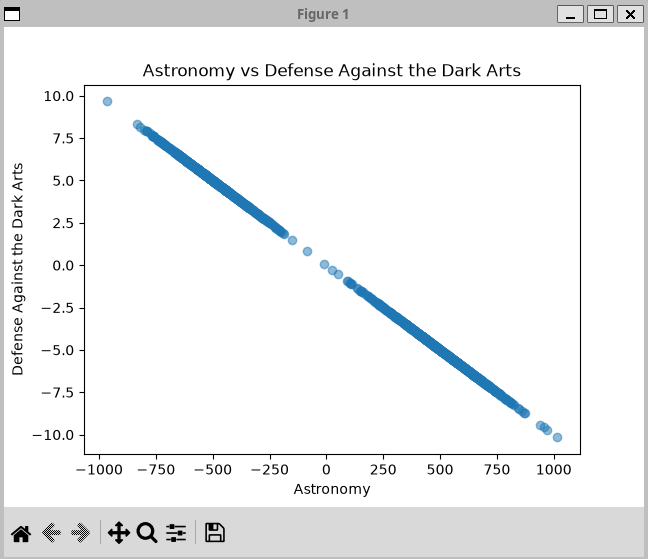 Figure 1
Astronomy vs Defense Against the Dark Arts
10.0
7.5
5.0
2.5
0.0
−2.5
−5.0
−7.5
−10.0
Defense Against the Dark Arts
−1000 −750 −500 −250 0 250 500 750 1000
Astronomy